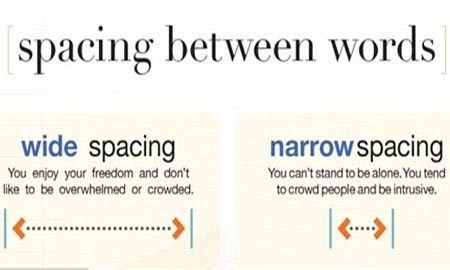 [spacing between words]
wide spacing
You enjoy your freedom and don't
like to be overwhelmed or crowded.
narrowspacing
You can't stand to be alone.You tend
to crowd people and be intrusive.